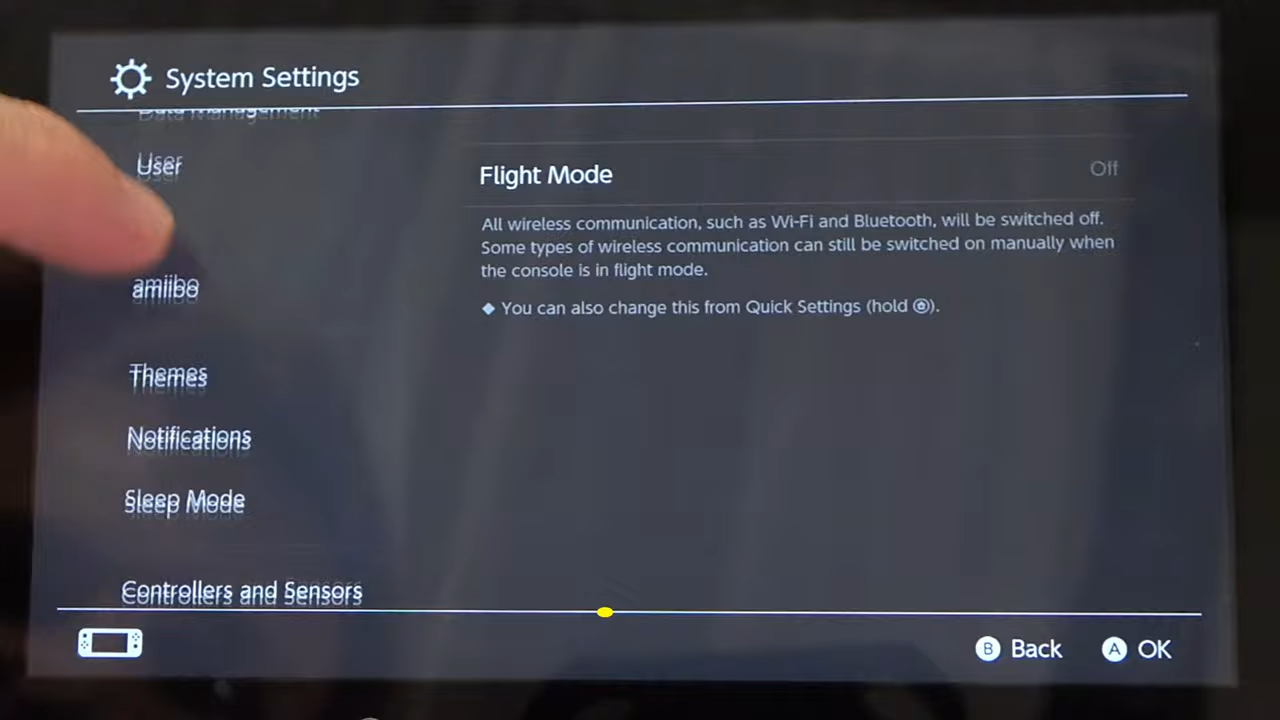 System Settings
Data Management
User
amiibo
Themes
Notifications
Sleep Mode
Controllers and Sensors
Flight Mode
Off
All wireless communication, such as Wi-Fi and Bluetooth, will be switched off.
Some types of wireless communication can still be switched on manually when
the console is in flight mode.
◆ You can also change this from Quick Settings (hold ).
B Back
A OK